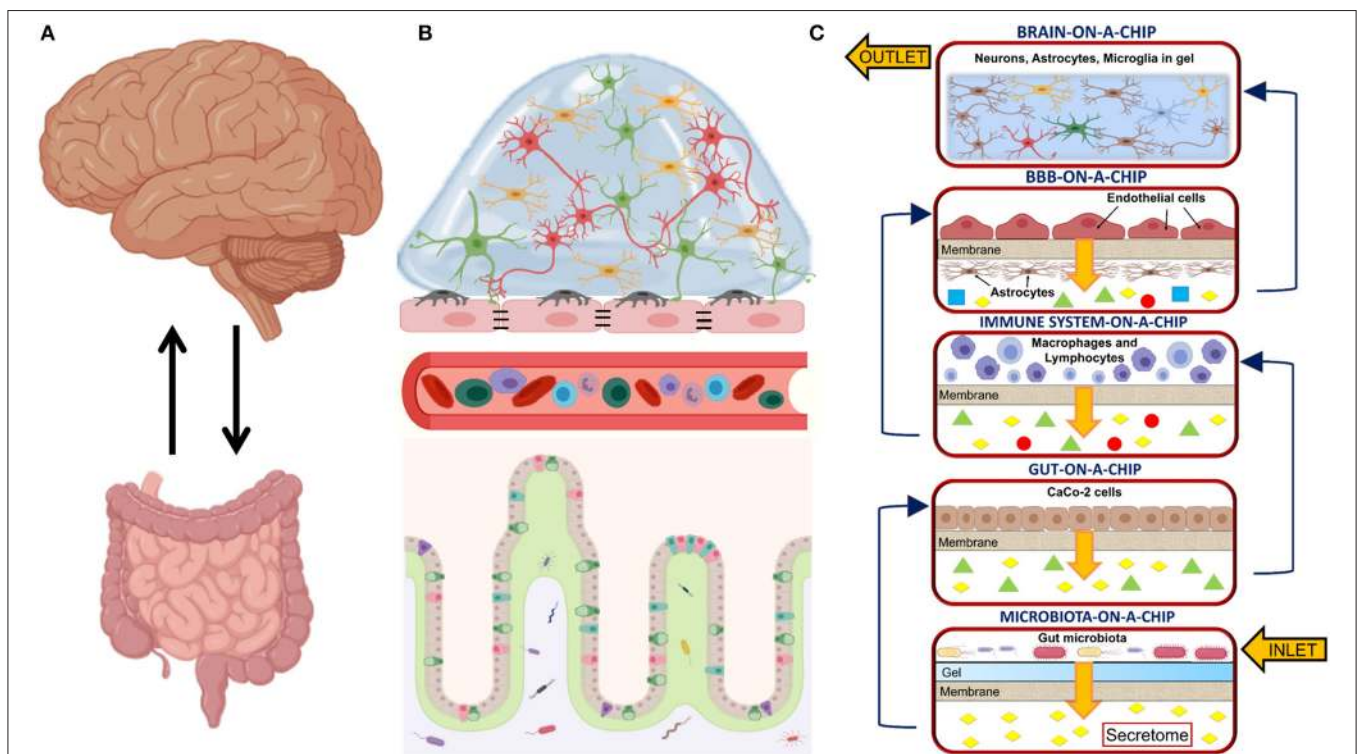 A
B
C
BRAIN-ON-A-CHIP
OUTLET
Neurons, Astrocytes, Microglia in gel
BBB-ON-A-CHIP
Endothelial cells
Membrane
Astrocytes
IMMUNE SYSTEM-ON-A-CHIP
Macrophages and
Lymphocytes
Membrane
GUT-ON-A-CHIP
CaCo-2 cells
Membrane
MICROBIOTA-ON-A-CHIP
Gut microbiota
INLET
Gel
Membrane
Secretome